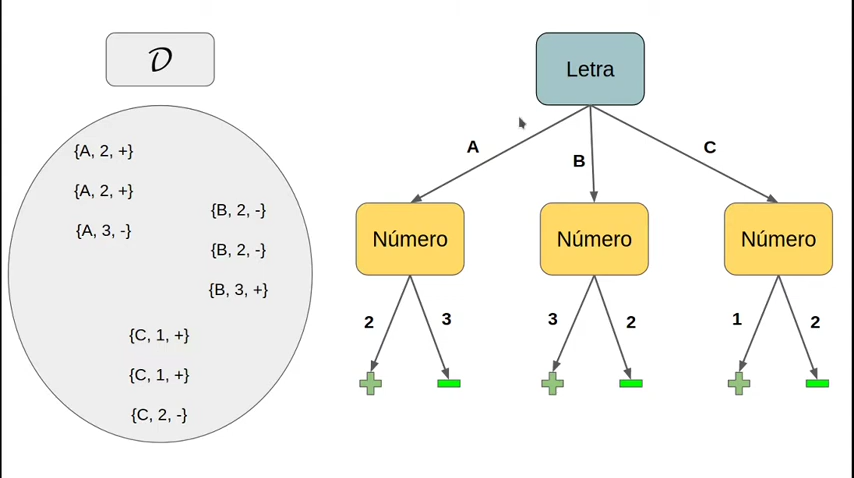 𝒟
{A, 2, +}
{A, 2, +}
{A, 3, -}
{B, 2, -}
{B, 2, -}
{B, 3, +}
{C, 1, +}
{C, 1, +}
{C, 2, -}
Letra
A
B
C
Número
Número
Número
2
3
3
2
1
2